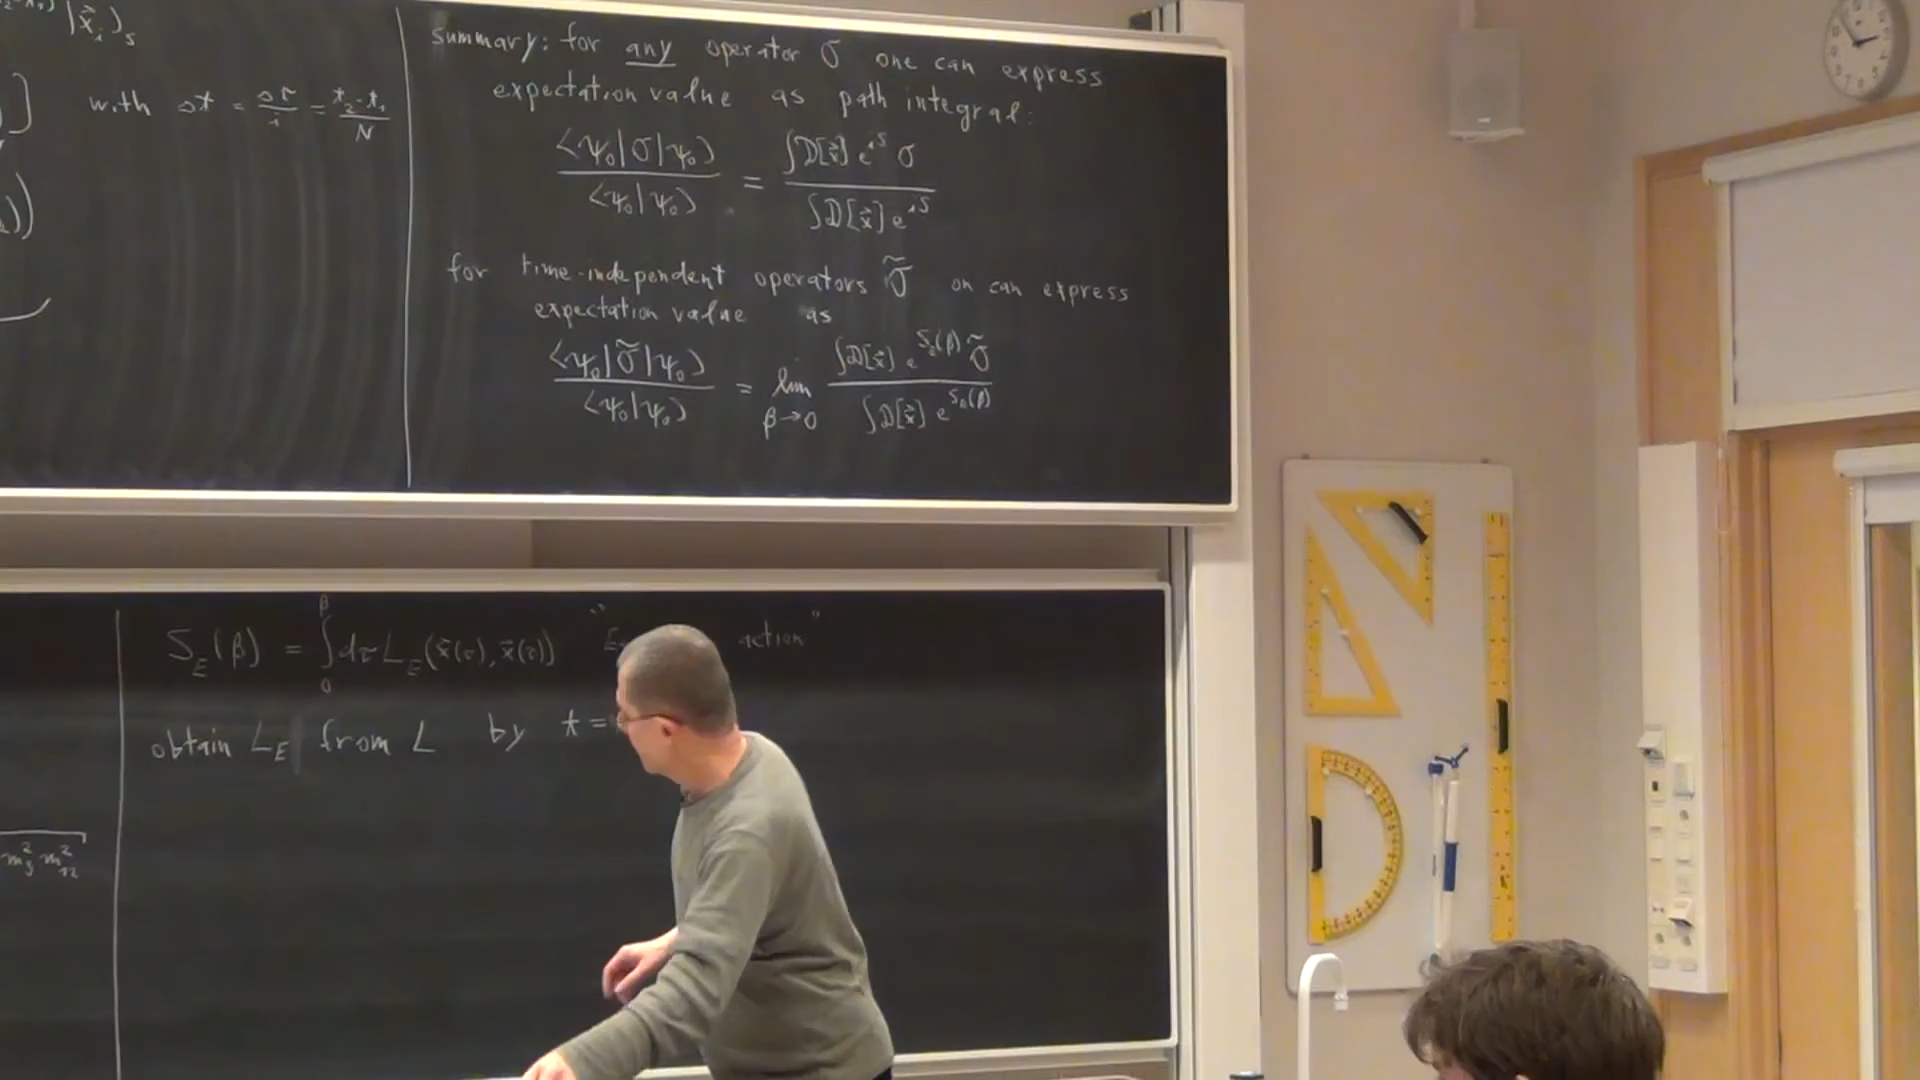 |x⃗ᵢ⟩ₛ
with Δt = Δτ/i = (t₂-t₁)/N
summary: for any operator O one can express
expectation value as path integral:
⟨ψ₀|O|ψ₀⟩/⟨ψ₀|ψ₀⟩ = ∫D[x⃗] e^{iS} O / ∫D[x⃗] e^{iS}
for time-independent operators Õ on can express
expectation value as
⟨ψ₀|Õ|ψ₀⟩/⟨ψ₀|ψ₀⟩ = lim_{β→0} ∫D[x⃗] e^{S_E(β)} Õ / ∫D[x⃗] e^{S_E(β)}
S_E(β) = ∫₀^β dτ L_E(ẋ(τ), x⃗(τ)) " action"
obtain L_E from L by t =
m₃² m₁₂²